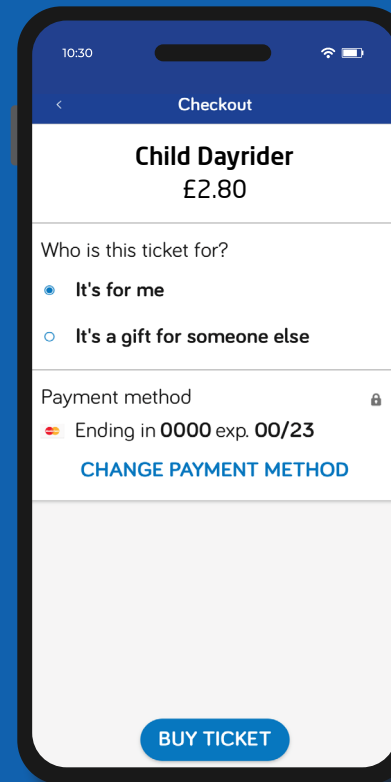 10:30
Checkout
Child Dayrider
£2.80
Who is this ticket for?
It's for me
It's a gift for someone else
Payment method
Ending in 0000 exp. 00/23
CHANGE PAYMENT METHOD
BUY TICKET